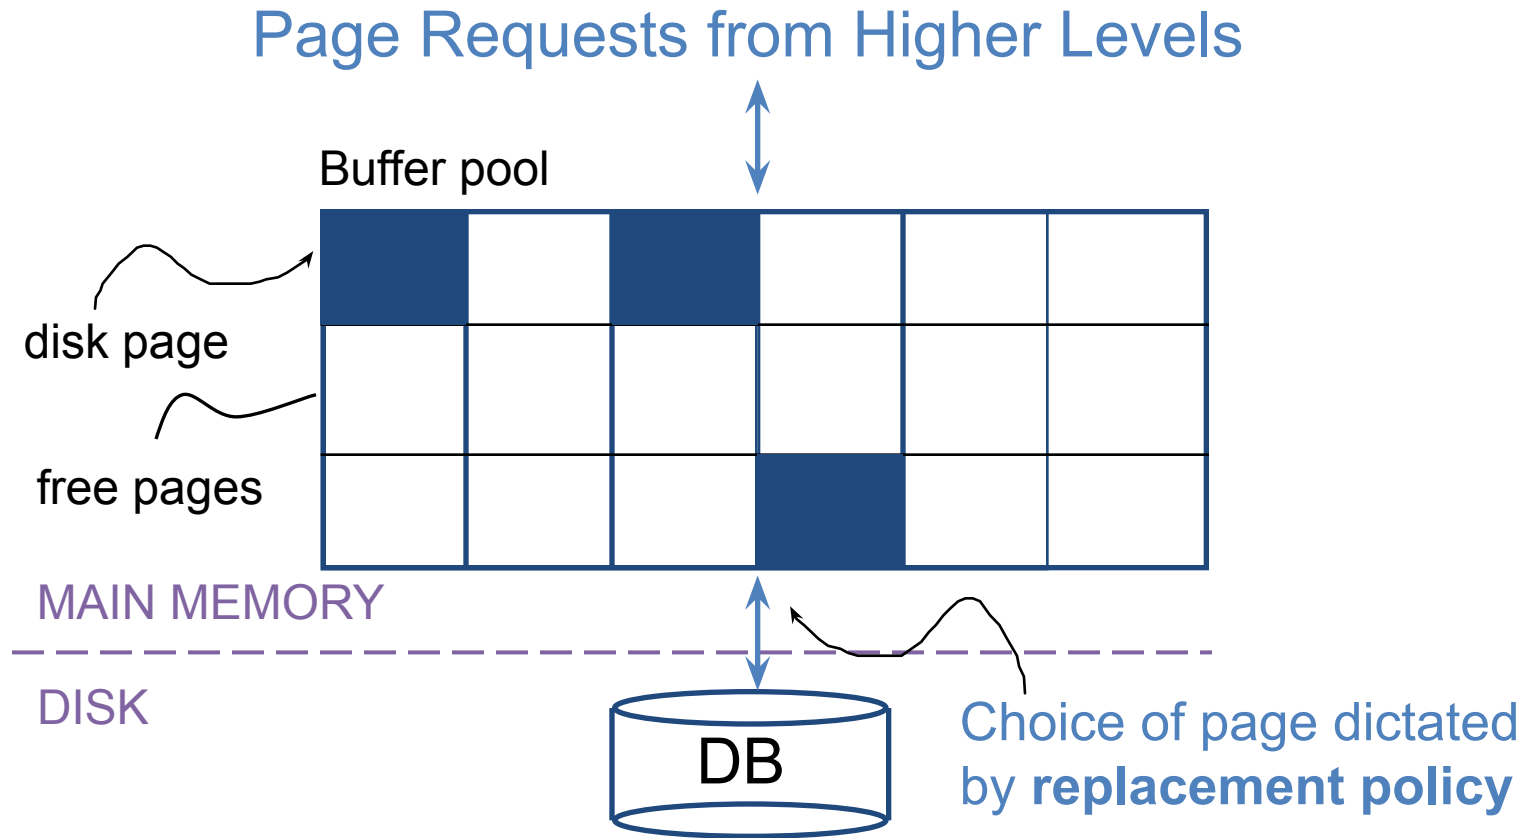 Page Requests from Higher Levels
Buffer pool
disk page
free pages
MAIN MEMORY
DISK
DB
Choice of page dictated
by replacement policy